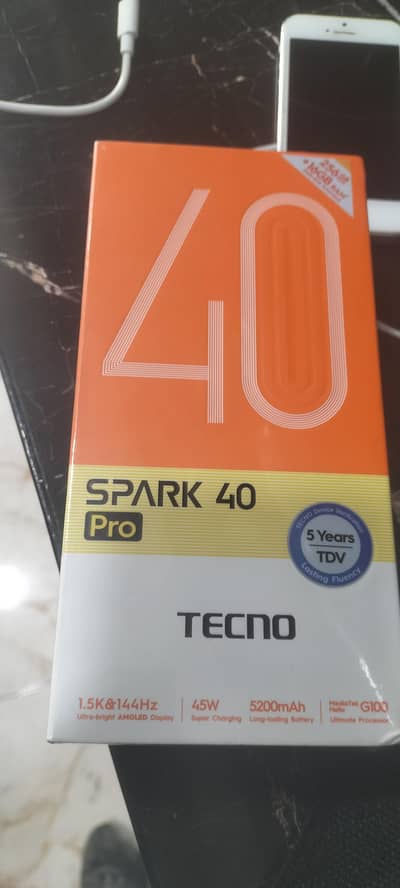 256GB
+16GB RAM*
40
SPARK 40
Pro
TECNO Device Verification
5 Years
TDV
Lasting Fluency
TECNO
1.5K&144Hz
Ultra-bright AMOLED Display
45W
Super Charging
5200mAh
Long-lasting Battery
MediaTek
Helio G100
Ultimate Processor